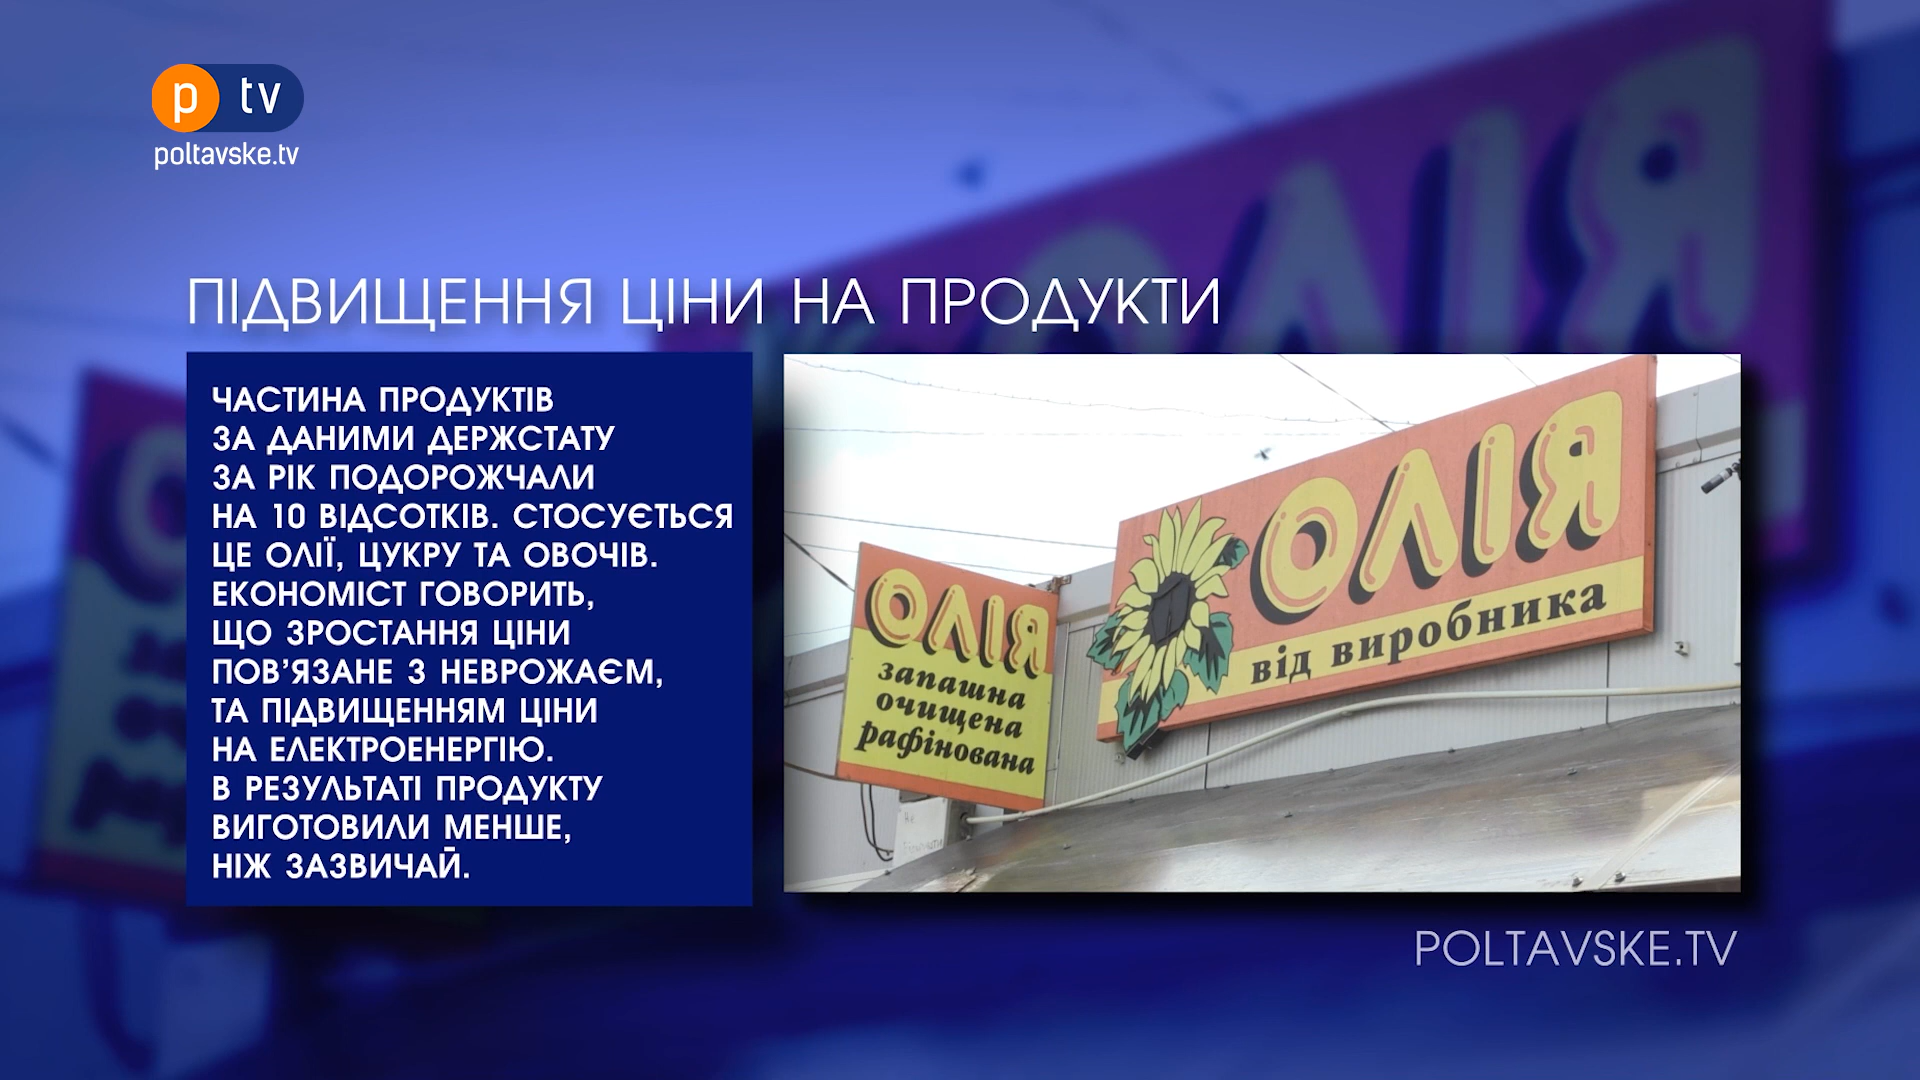 p tv
poltavske.tv
ПІДВИЩЕННЯ ЦІНИ НА ПРОДУКТИ
ЧАСТИНА ПРОДУКТІВ
ЗА ДАНИМИ ДЕРЖСТАТУ
ЗА РІК ПОДОРОЖЧАЛИ
НА 10 ВІДСОТКІВ. СТОСУЄТЬСЯ
ЦЕ ОЛІЇ, ЦУКРУ ТА ОВОЧІВ.
ЕКОНОМІСТ ГОВОРИТЬ,
ЩО ЗРОСТАННЯ ЦІНИ
ПОВ’ЯЗАНЕ З НЕВРОЖАЄМ,
ТА ПІДВИЩЕННЯМ ЦІНИ
НА ЕЛЕКТРОЕНЕРГІЮ.
В РЕЗУЛЬТАТІ ПРОДУКТУ
ВИГОТОВИЛИ МЕНШЕ,
НІЖ ЗАЗВИЧАЙ.
ОЛІЯ
запашна
очищена
рафінована
ОЛІЯ
від виробника
POLTAVSKE.TV